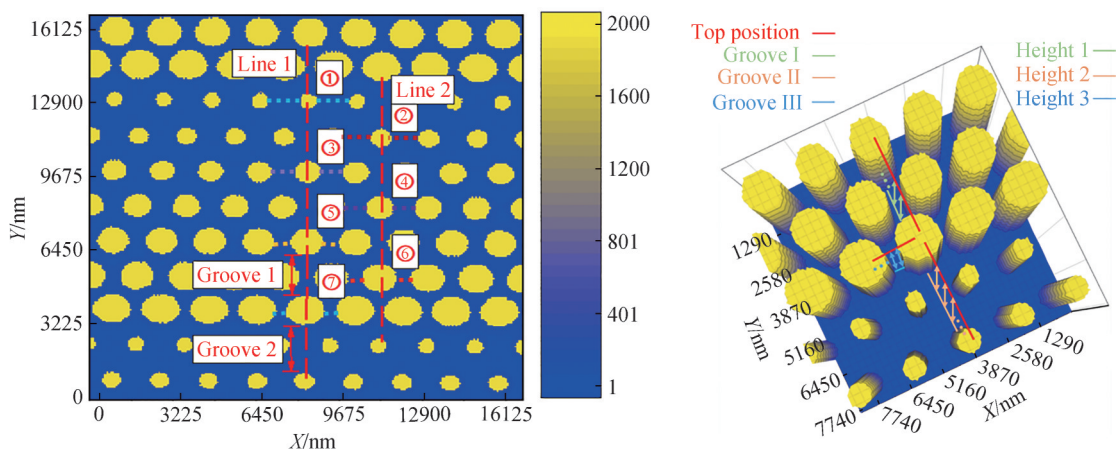 16125
12900
9675
6450
3225
0
Y/nm
0 3225 6450 9675 12900 16125
X/nm
Line 1
①
Line 2
②
③
④
⑤
⑥
Groove 1
⑦
Groove 2
2000
1600
1200
801
401
1
Top position
Groove I
Height 1
Groove II
Height 2
Groove III
Height 3
1290
2580
3870
5160
6450
7740
Y/nm
7740
6450
5160
3870
2580
1290
X/nm